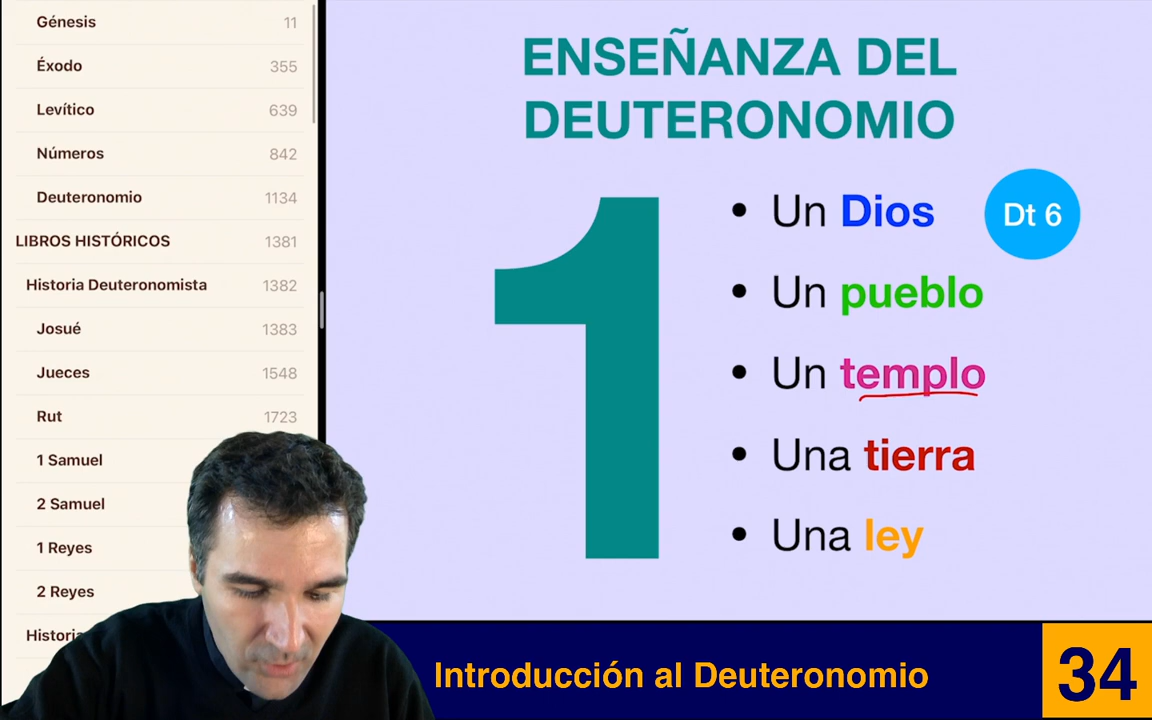 Génesis 11
Éxodo 355
Levítico 639
Números 842
Deuteronomio 1134
LIBROS HISTÓRICOS 1381
Historia Deuteronomista 1382
Josué 1383
Jueces 1548
Rut 1723
1 Samuel
2 Samuel
1 Reyes
2 Reyes
Historia
ENSEÑANZA DEL
DEUTERONOMIO
1
• Un Dios
Dt 6
• Un pueblo
• Un templo
• Una tierra
• Una ley
Introducción al Deuteronomio
34